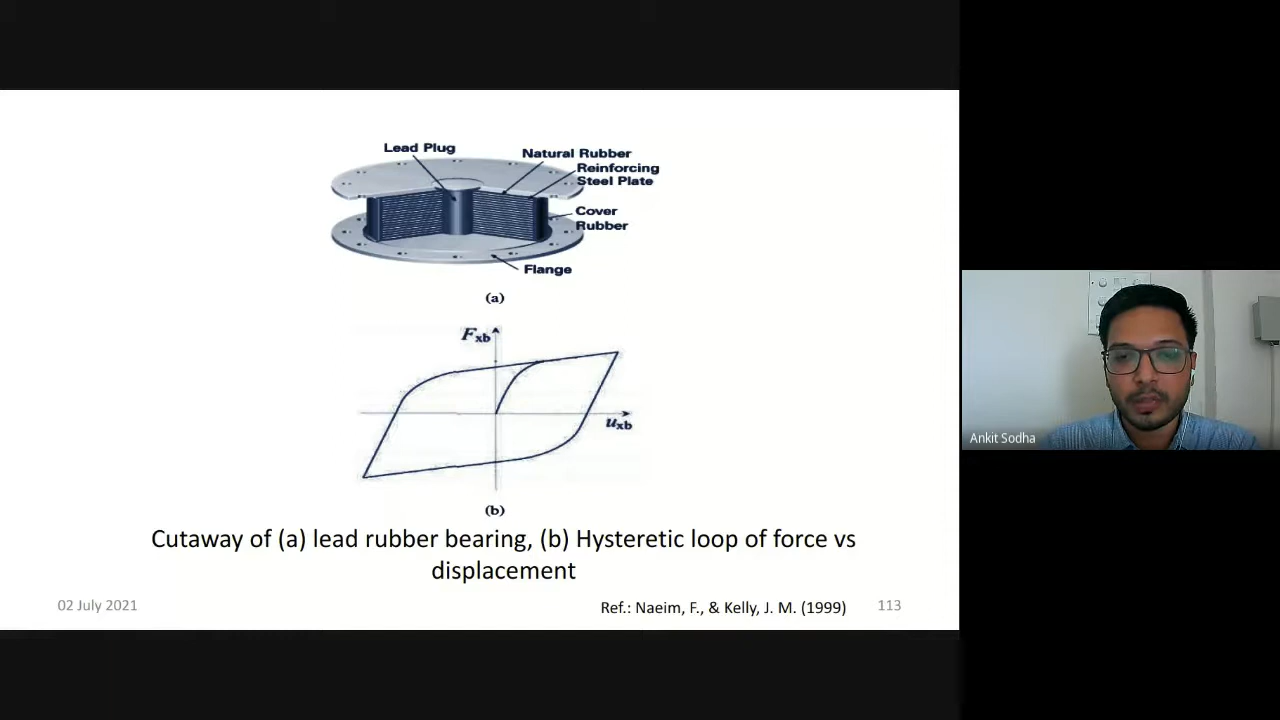 Lead Plug
Natural Rubber
Reinforcing
Steel Plate
Cover
Rubber
Flange
(a)
Fxb
uxb
(b)
Cutaway of (a) lead rubber bearing, (b) Hysteretic loop of force vs
displacement
02 July 2021
Ref.: Naeim, F., & Kelly, J. M. (1999)
113
Ankit Sodha